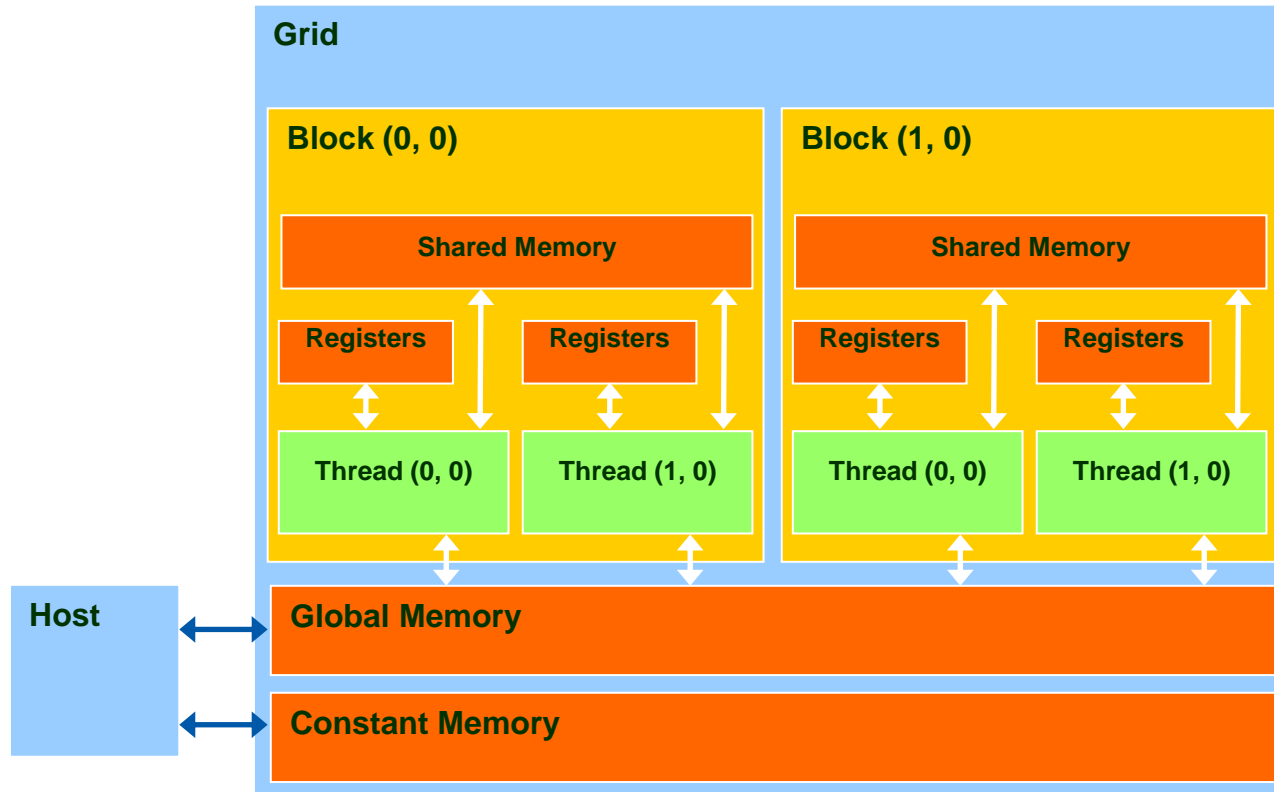 Grid
Block (0, 0)
Block (1, 0)
Shared Memory
Shared Memory
Registers
Registers
Registers
Registers
Thread (0, 0)
Thread (1, 0)
Thread (0, 0)
Thread (1, 0)
Host
Global Memory
Constant Memory